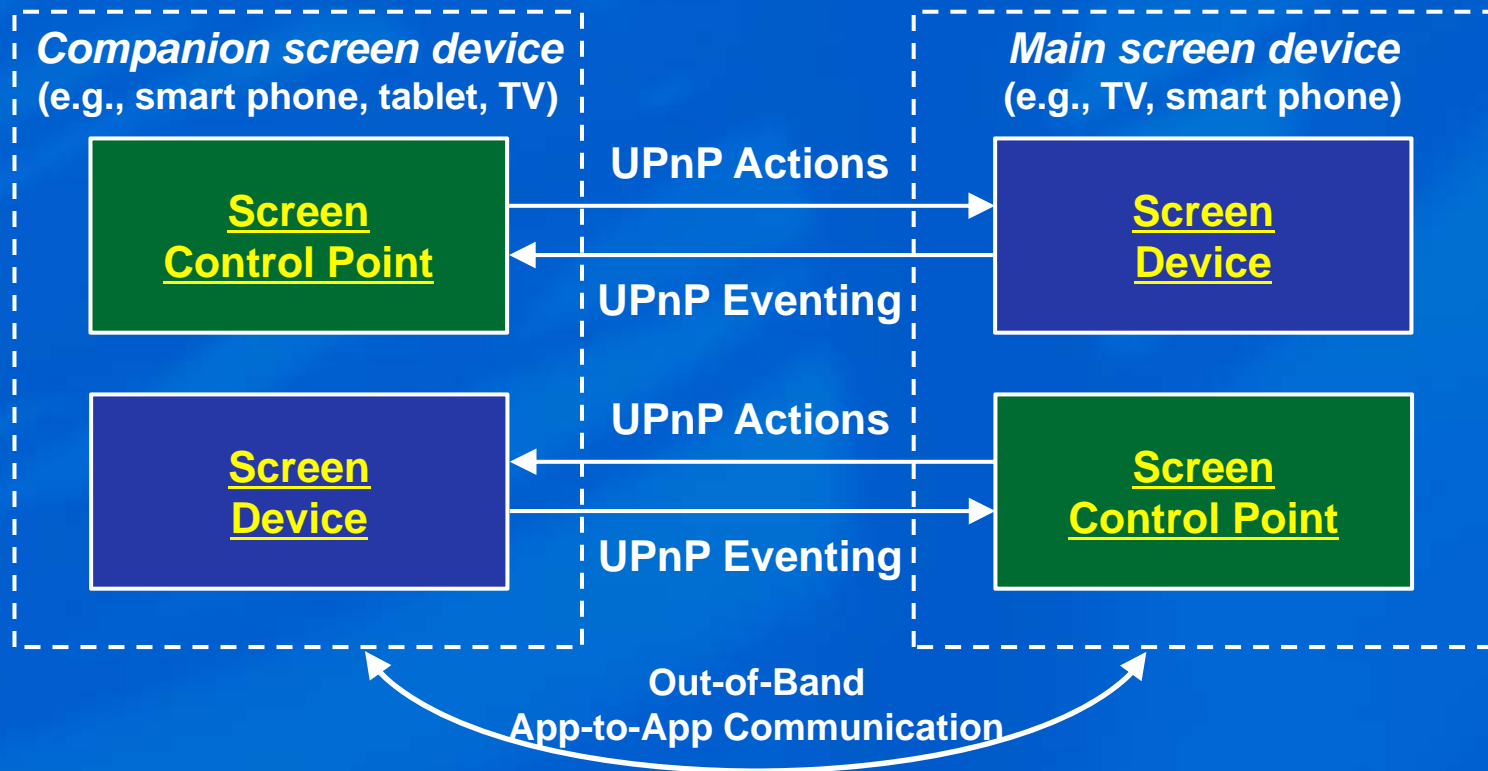 Companion screen device
(e.g., smart phone, tablet, TV)
Screen
Control Point
Screen
Device
UPnP Actions
UPnP Eventing
UPnP Actions
UPnP Eventing
Main screen device
(e.g., TV, smart phone)
Screen
Device
Screen
Control Point
Out-of-Band
App-to-App Communication